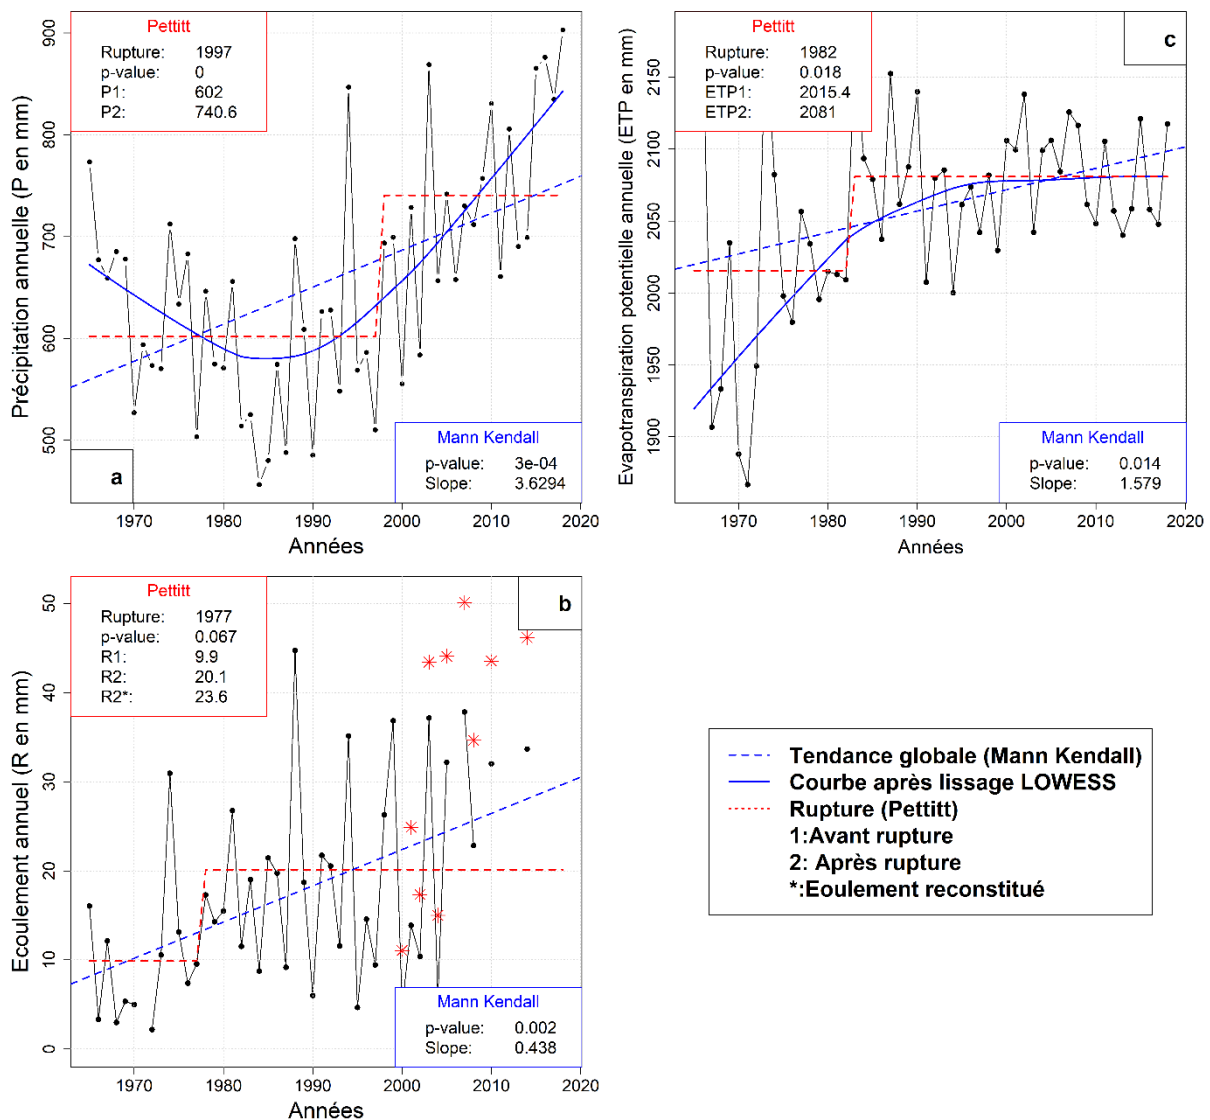 Pettitt
Rupture: 1997
p-value: 0
P1: 602
P2: 740.6
Précipitation annuelle (P en mm)
900
800
700
600
500
Mann Kendall
p-value: 3e-04
Slope: 3.6294
a
1970 1980 1990 2000 2010 2020
Années
Pettitt
Rupture: 1982
p-value: 0.018
ETP1: 2015.4
ETP2: 2081
c
Evapotranspiration potentielle annuelle (ETP en mm)
2150
2100
2050
2000
1950
1900
Mann Kendall
p-value: 0.014
Slope: 1.579
1970 1980 1990 2000 2010 2020
Années
Pettitt
Rupture: 1977
p-value: 0.067
R1: 9.9
R2: 20.1
R2*: 23.6
b
Ecoulement annuel (R en mm)
50
40
30
20
10
0
Mann Kendall
p-value: 0.002
Slope: 0.438
1970 1980 1990 2000 2010 2020
Années
Tendance globale (Mann Kendall)
Courbe après lissage LOWESS
Rupture (Pettitt)
1:Avant rupture
2: Après rupture
*:Eoulement reconstitué